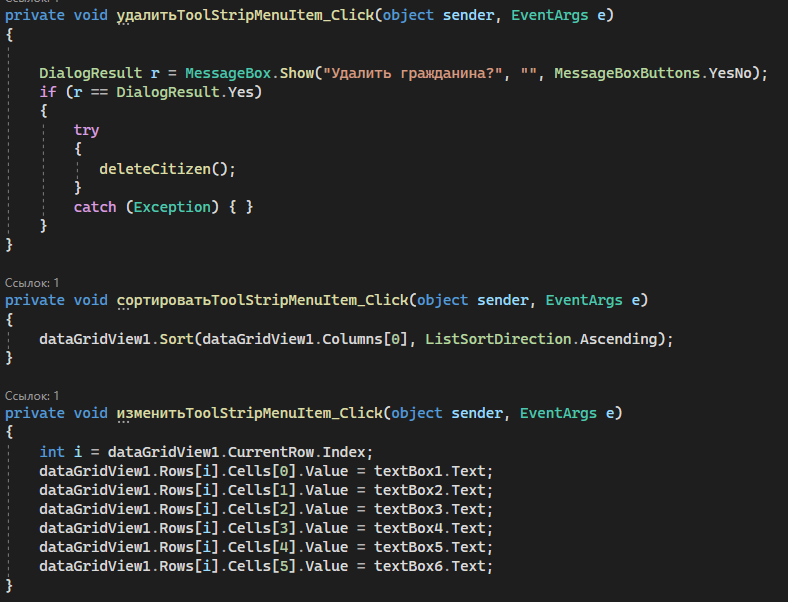 Ссылок: 1
private void удалитьToolStripMenuItem_Click(object sender, EventArgs e)
{
DialogResult r = MessageBox.Show("Удалить гражданина?", "", MessageBoxButtons.YesNo);
if (r == DialogResult.Yes)
{
try
{
deleteCitizen();
}
catch (Exception) { }
}
}
Ссылок: 1
private void сортироватьToolStripMenuItem_Click(object sender, EventArgs e)
{
dataGridView1.Sort(dataGridView1.Columns[0], ListSortDirection.Ascending);
}
Ссылок: 1
private void изменитьToolStripMenuItem_Click(object sender, EventArgs e)
{
int i = dataGridView1.CurrentRow.Index;
dataGridView1.Rows[i].Cells[0].Value = textBox1.Text;
dataGridView1.Rows[i].Cells[1].Value = textBox2.Text;
dataGridView1.Rows[i].Cells[2].Value = textBox3.Text;
dataGridView1.Rows[i].Cells[3].Value = textBox4.Text;
dataGridView1.Rows[i].Cells[4].Value = textBox5.Text;
dataGridView1.Rows[i].Cells[5].Value = textBox6.Text;
}